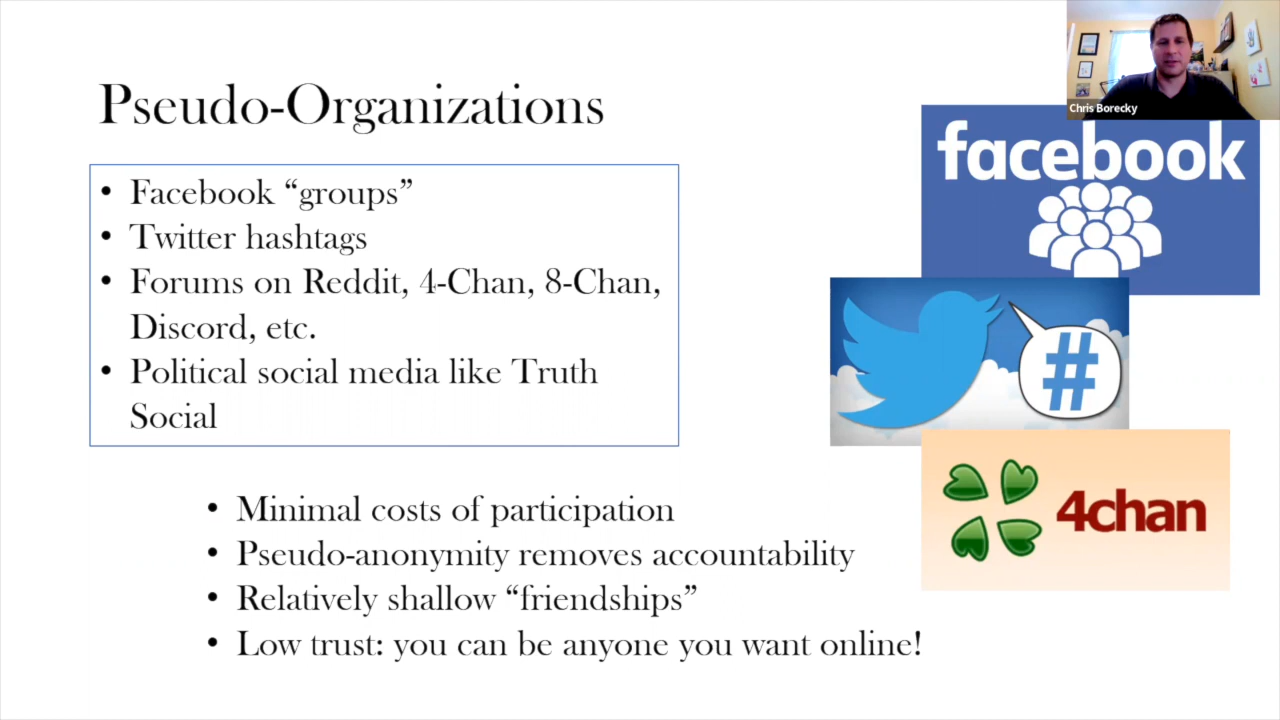 Pseudo-Organizations
Chris Borecky
facebook
• Facebook “groups”
• Twitter hashtags
• Forums on Reddit, 4-Chan, 8-Chan,
Discord, etc.
• Political social media like Truth
Social
#
4chan
• Minimal costs of participation
• Pseudo-anonymity removes accountability
• Relatively shallow “friendships”
• Low trust: you can be anyone you want online!